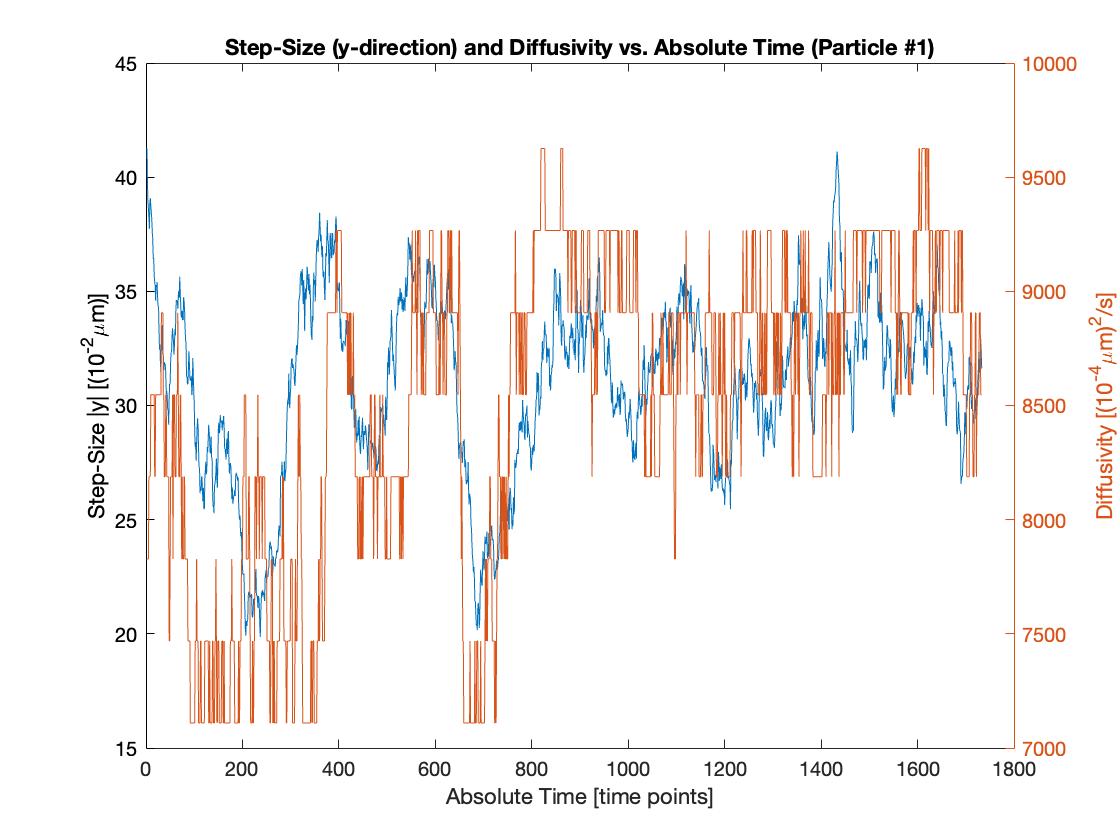 Step-Size (y-direction) and Diffusivity vs. Absolute Time (Particle #1)
45
40
35
30
25
20
15
Step-Size |y| [(10⁻² μm)]
10000
9500
9000
8500
8000
7500
7000
Diffusivity [(10⁻⁴ μm)²/s]
0 200 400 600 800 1000 1200 1400 1600 1800
Absolute Time [time points]